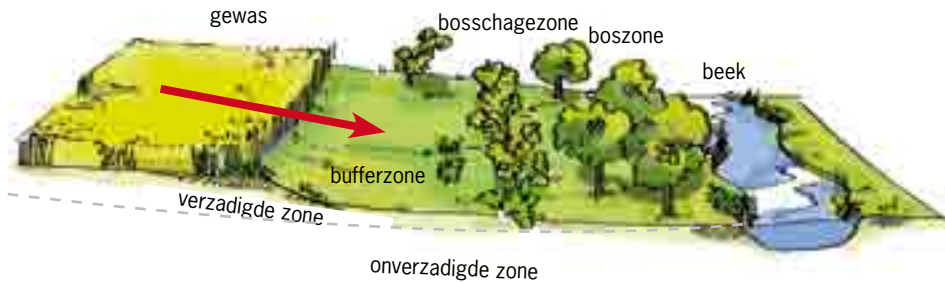 gewas
bosschagezone
boszone
beek
bufferzone
verzadigde zone
onverzadigde zone